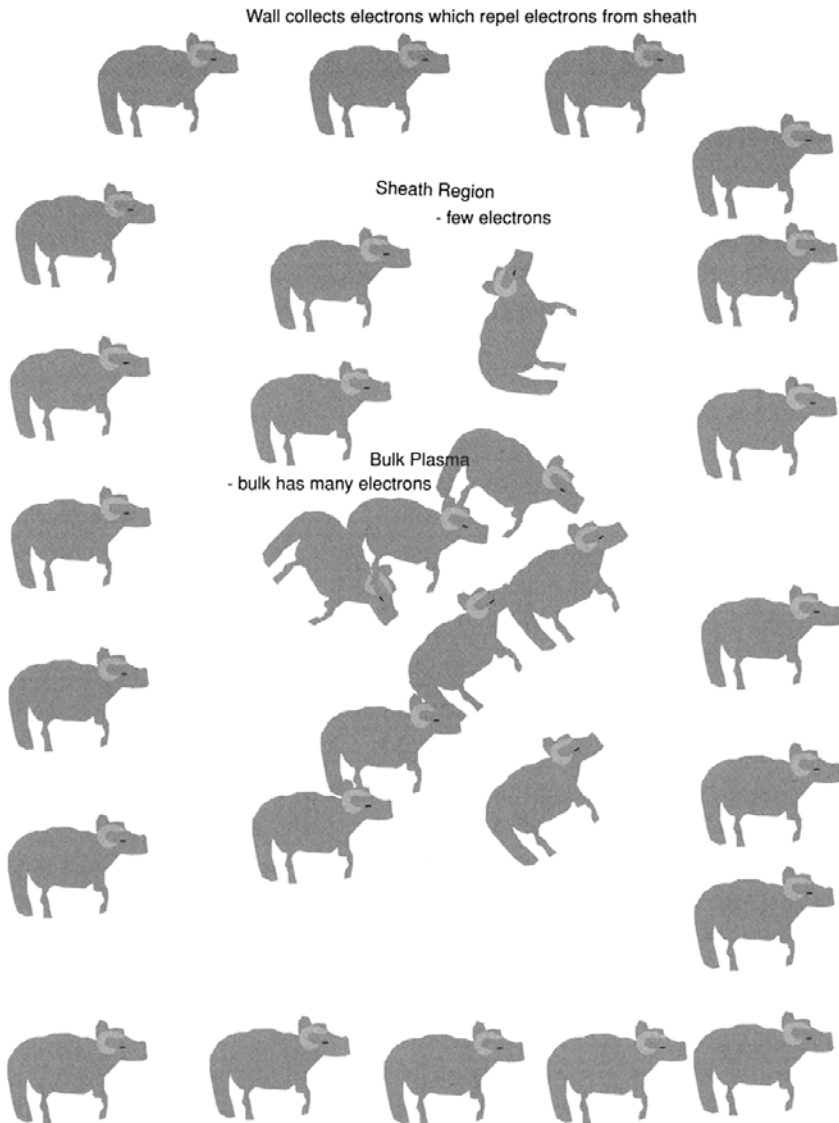 Wall collects electrons which repel electrons from sheath
Sheath Region
- few electrons
Bulk Plasma
- bulk has many electrons